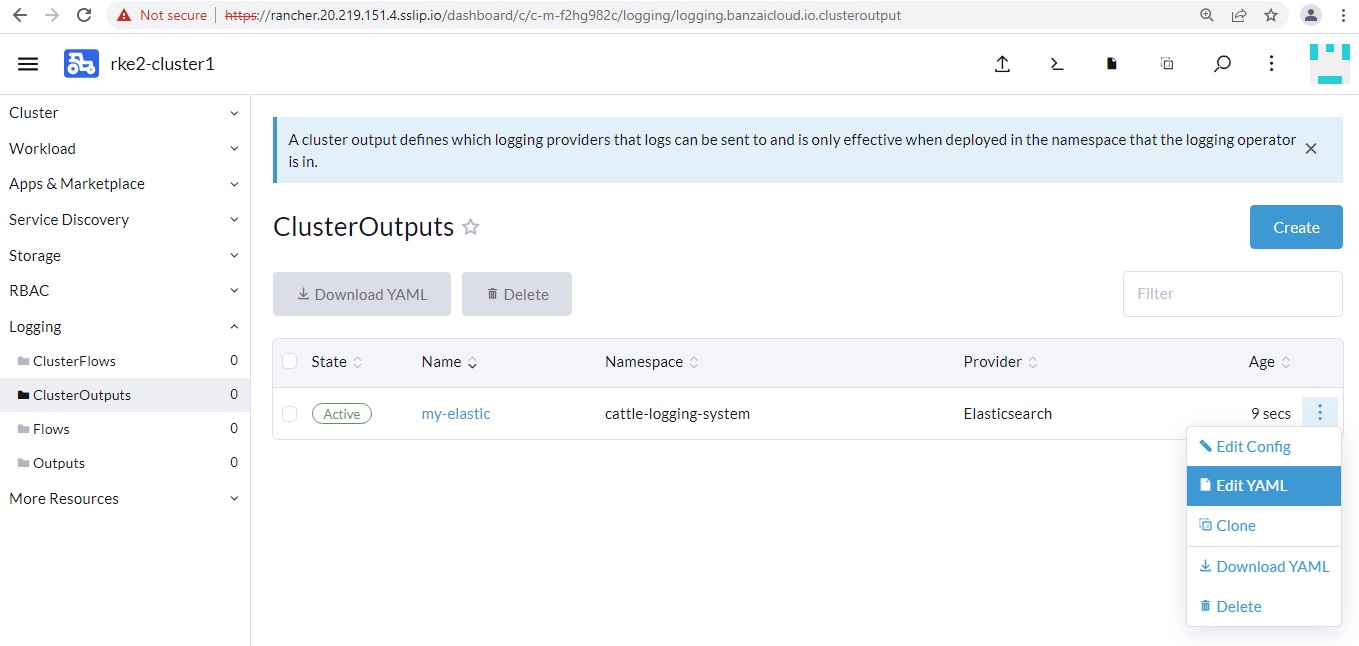 Not secure
https://rancher.20.219.151.4.sslip.io/dashboard/c/c-m-f2hg982c/logging/logging.banzaicloud.io.clusteroutput
rke2-cluster1
Cluster
Workload
Apps & Marketplace
Service Discovery
Storage
RBAC
Logging
ClusterFlows 0
ClusterOutputs 0
Flows 0
Outputs 0
More Resources
A cluster output defines which logging providers that logs can be sent to and is only effective when deployed in the namespace that the logging operator
is in.
ClusterOutputs
Create
Download YAML Delete
Filter
State Name Namespace Provider Age
Active my-elastic cattle-logging-system Elasticsearch 9 secs
Edit Config
Edit YAML
Clone
Download YAML
Delete